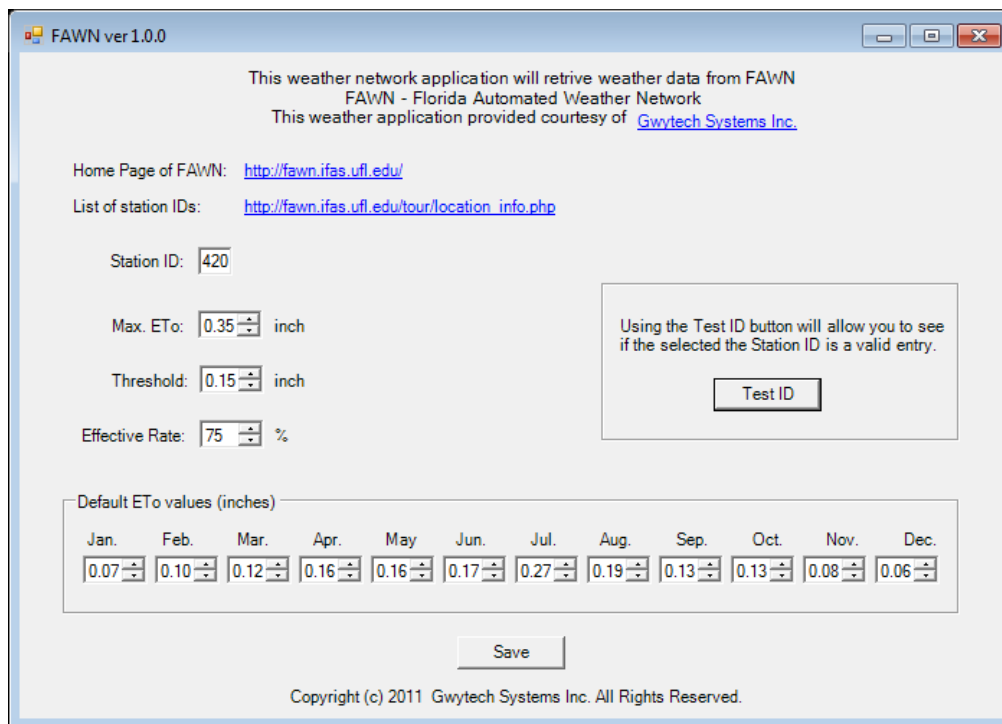 FAWN ver 1.0.0
This weather network application will retrive weather data from FAWN
FAWN - Florida Automated Weather Network
This weather application provided courtesy of Gwytech Systems Inc.
Home Page of FAWN: http://fawn.ifas.ufl.edu/
List of station IDs: http://fawn.ifas.ufl.edu/tour/location_info.php
Station ID: 420
Max. ETo: 0.35 inch
Threshold: 0.15 inch
Effective Rate: 75 %
Using the Test ID button will allow you to see
if the selected the Station ID is a valid entry.
Test ID
Default ETo values (inches)
Jan. Feb. Mar. Apr. May Jun. Jul. Aug. Sep. Oct. Nov. Dec.
0.07 0.10 0.12 0.16 0.16 0.17 0.27 0.19 0.13 0.13 0.08 0.06
Save
Copyright (c) 2011 Gwytech Systems Inc. All Rights Reserved.